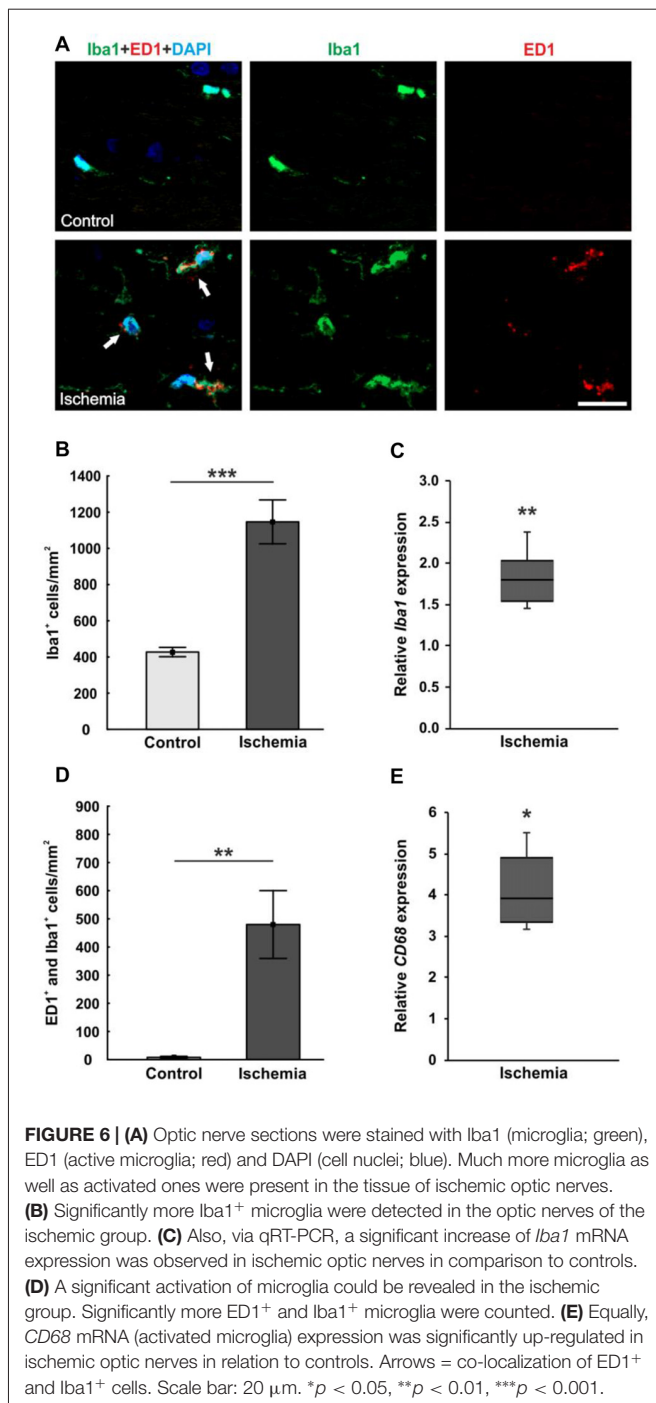 A
Iba1+ED1+DAPI Iba1 ED1
Control
Ischemia
B
Iba1⁺ cells/mm²
1400
1200
1000
800
600
400
200
0
***
Control Ischemia
C
Relative Iba1 expression
3.0
2.5
2.0
1.5
1.0
0.5
0.0
**
Ischemia
D
ED1⁺ and Iba1⁺ cells/mm²
900
800
700
600
500
400
300
200
100
0
**
Control Ischemia
E
Relative CD68 expression
6
5
4
3
2
1
0
*
Ischemia
FIGURE 6 | (A) Optic nerve sections were stained with Iba1 (microglia; green),
ED1 (active microglia; red) and DAPI (cell nuclei; blue). Much more microglia as
well as activated ones were present in the tissue of ischemic optic nerves.
(B) Significantly more Iba1⁺ microglia were detected in the optic nerves of the
ischemic group. (C) Also, via qRT-PCR, a significant increase of Iba1 mRNA
expression was observed in ischemic optic nerves in comparison to controls.
(D) A significant activation of microglia could be revealed in the ischemic
group. Significantly more ED1⁺ and Iba1⁺ microglia were counted. (E) Equally,
CD68 mRNA (activated microglia) expression was significantly up-regulated in
ischemic optic nerves in relation to controls. Arrows = co-localization of ED1⁺
and Iba1⁺ cells. Scale bar: 20 μm. *p < 0.05, **p < 0.01, ***p < 0.001.